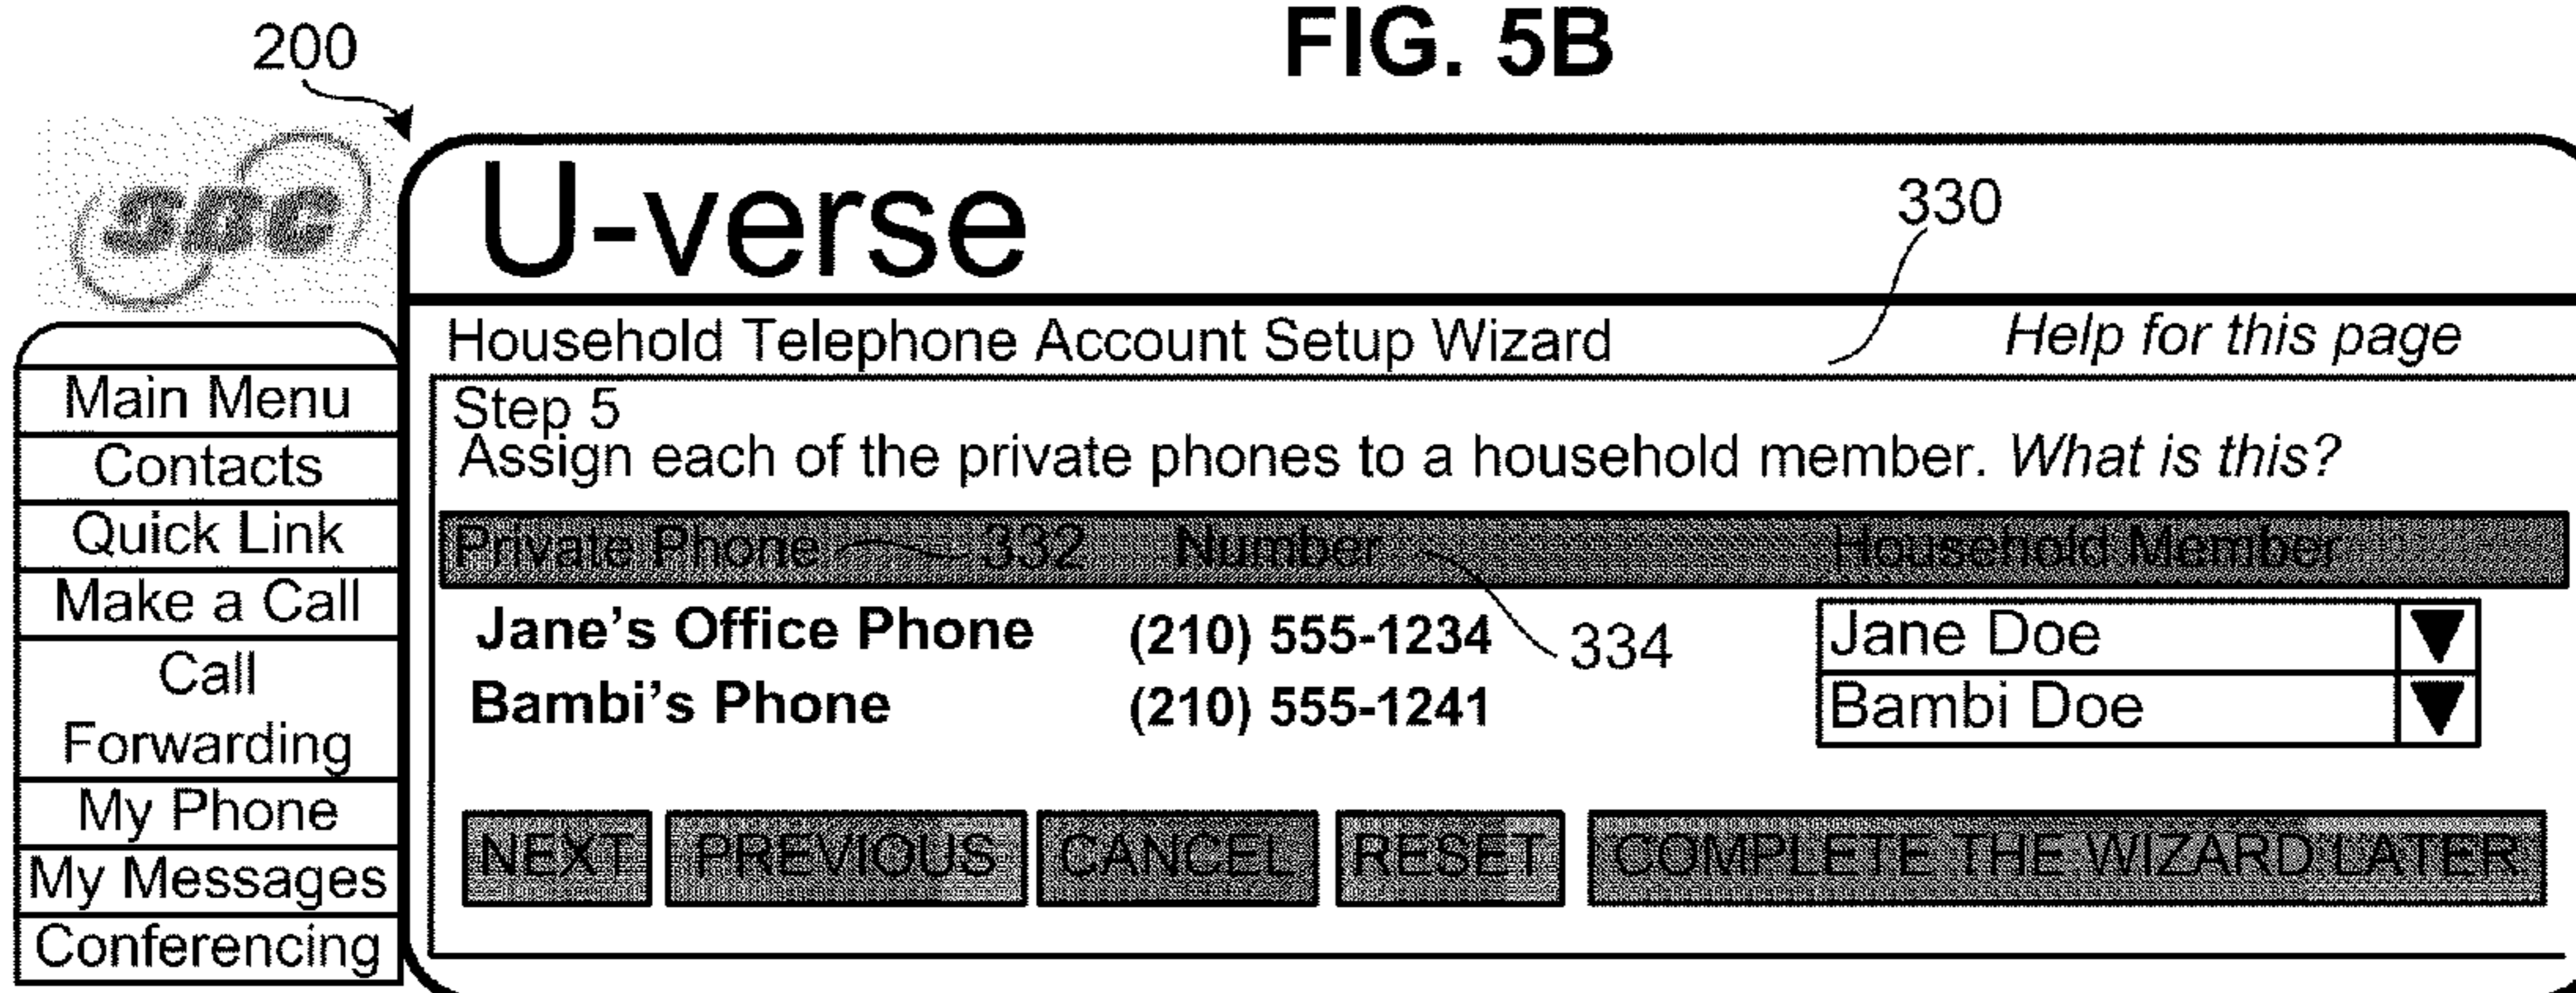 FIG. 5B
200
SBC
U-verse
330
Household Telephone Account Setup Wizard Help for this page
Main Menu
Contacts
Quick Link
Make a Call
Call
Forwarding
My Phone
My Messages
Conferencing
Step 5
Assign each of the private phones to a household member. What is this?
Private Phone 332 Number Household Member
Jane's Office Phone (210) 555-1234 334 Jane Doe
Bambi's Phone (210) 555-1241 Bambi Doe
NEXT PREVIOUS CANCEL RESET COMPLETE THE WIZARD LATER